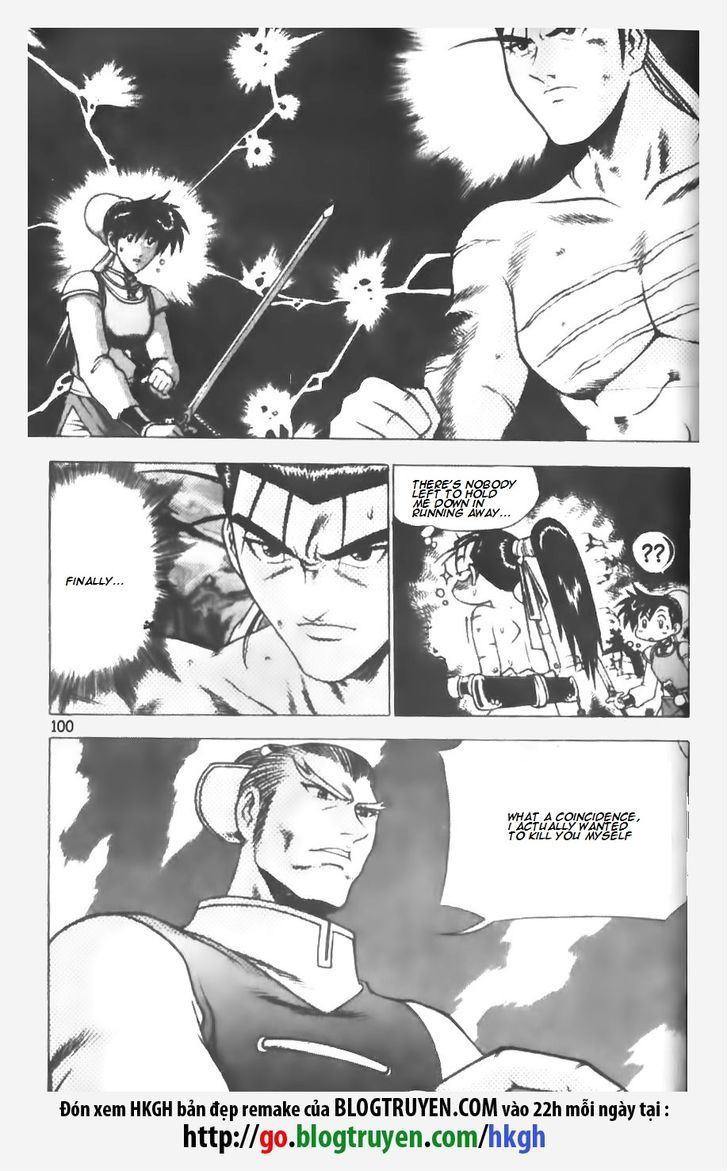 FINALLY...
THERE'S NOBODY
LEFT TO HOLD
ME DOWN IN
RUNNING AWAY...
??
100
WHAT A COINCIDENCE,
I ACTUALLY WANTED
TO KILL YOU MYSELF
Đón xem HKGH bản đẹp remake của BLOGTRUYEN.COM vào 22h mỗi ngày tại :
http://go.blogtruyen.com/hkgh